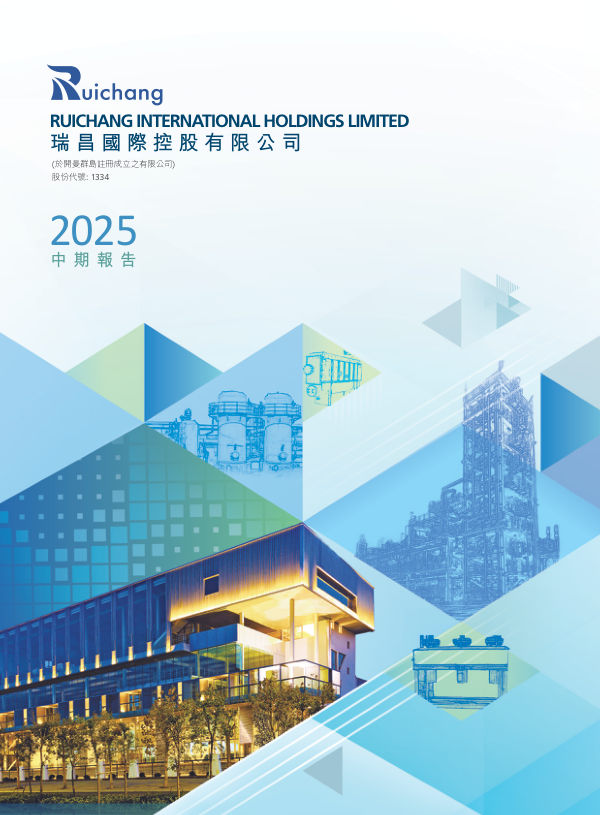 Ruichang
RUICHANG INTERNATIONAL HOLDINGS LIMITED
瑞昌國際控股有限公司
(於開曼群島註冊成立之有限公司)
股份代號: 1334
2025
中期報告